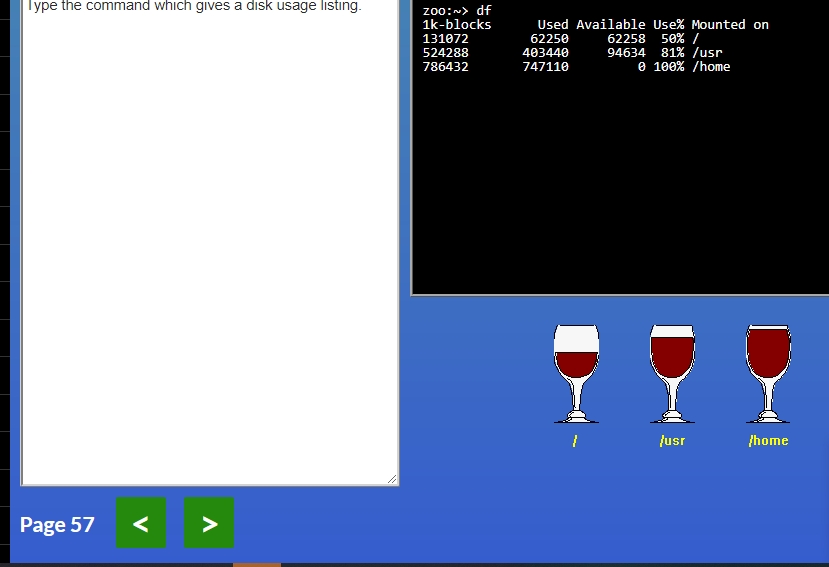 Type the command which gives a disk usage listing.
zoo:~> df
1k-blocks      Used Available Use% Mounted on
131072        62250     62258  50% /
524288       403440     94634  81% /usr
786432       747110         0 100% /home
/ /usr /home
Page 57 < >